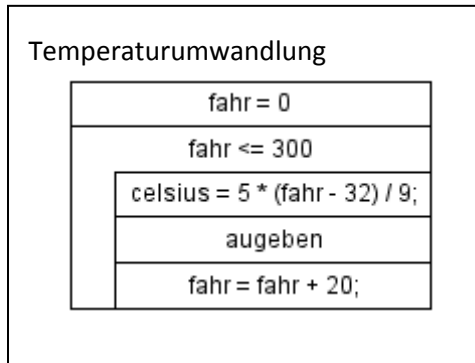 Temperaturumwandlung
fahr = 0
fahr <= 300
celsius = 5 * (fahr - 32) / 9;
augeben
fahr = fahr + 20;